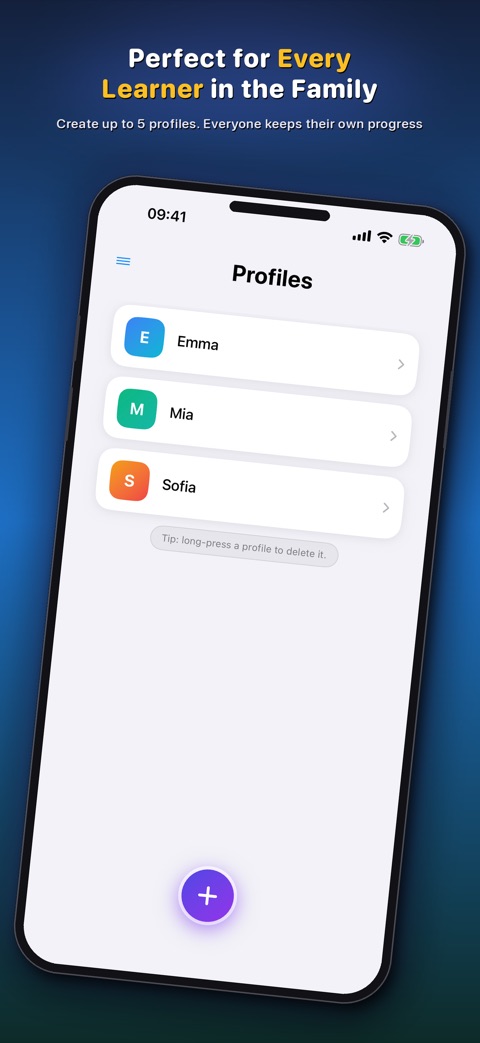 Perfect for Every
Learner in the Family
Create up to 5 profiles. Everyone keeps their own progress
09:41
Profiles
E
Emma
M
Mia
S
Sofia
Tip: long-press a profile to delete it.